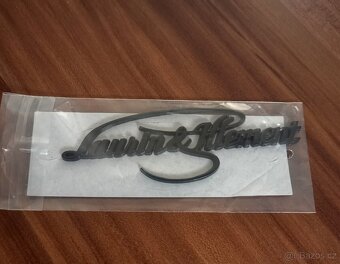 Laurin & Klement
Bazos.cz